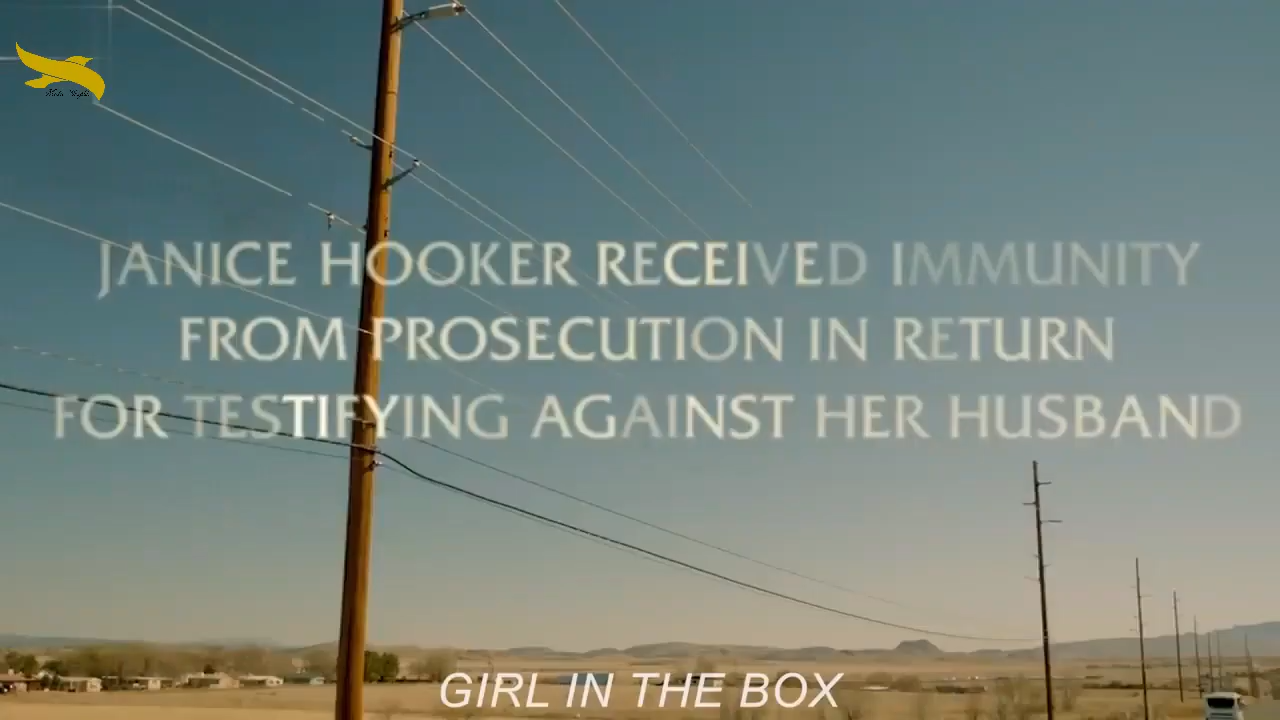 JANICE HOOKER RECEIVED IMMUNITY
FROM PROSECUTION IN RETURN
FOR TESTIFYING AGAINST HER HUSBAND
GIRL IN THE BOX